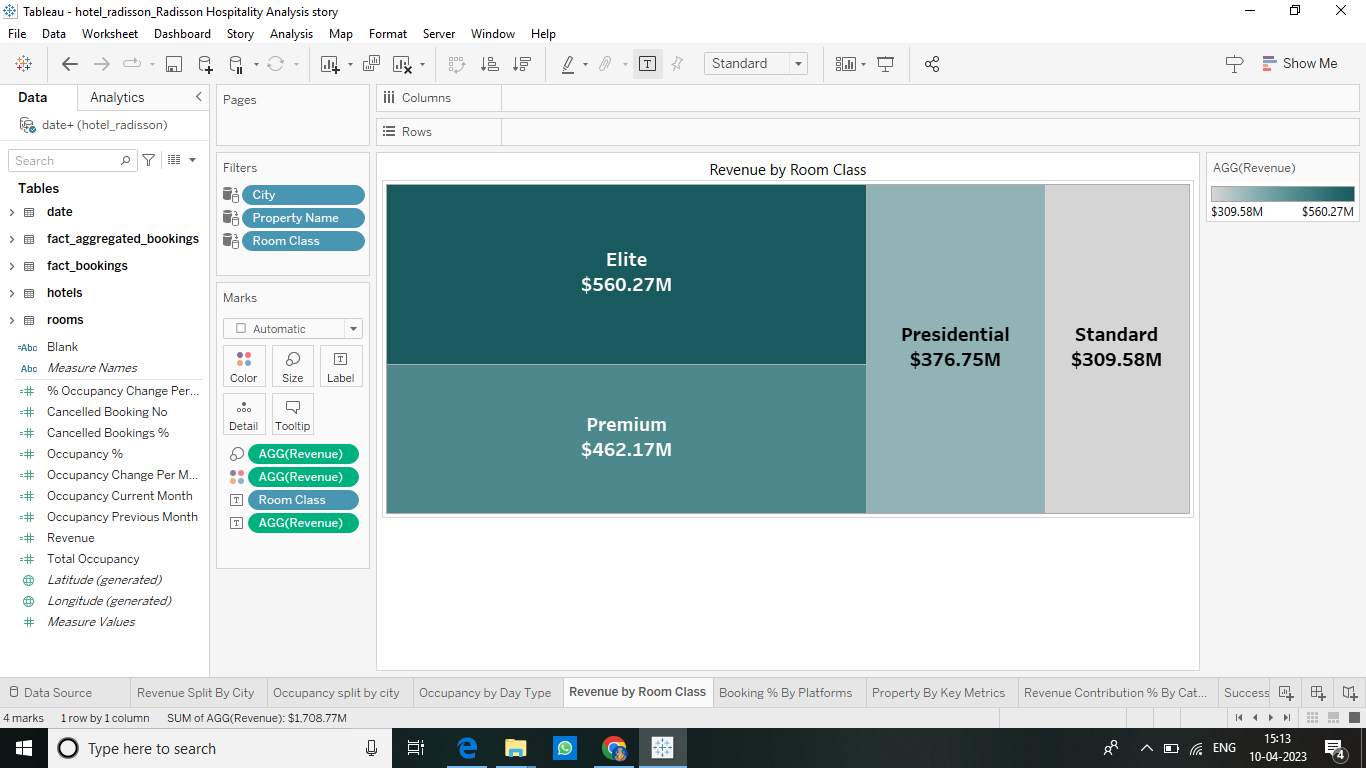 Tableau - hotel_radisson_Radisson Hospitality Analysis story
File Data Worksheet Dashboard Story Analysis Map Format Server Window Help
Standard
Show Me
Data Analytics
date+ (hotel_radisson)
Search
Tables
date
fact_aggregated_bookings
fact_bookings
hotels
rooms
=Abc Blank
Abc Measure Names
% Occupancy Change Per...
Cancelled Booking No
Cancelled Bookings %
Occupancy %
Occupancy Change Per M...
Occupancy Current Month
Occupancy Previous Month
Revenue
Total Occupancy
Latitude (generated)
Longitude (generated)
Measure Values
Pages
Filters
City
Property Name
Room Class
Marks
Automatic
Color Size Label
Detail Tooltip
AGG(Revenue)
AGG(Revenue)
Room Class
AGG(Revenue)
Columns
Rows
Revenue by Room Class
Elite
$560.27M
Premium
$462.17M
Presidential
$376.75M
Standard
$309.58M
AGG(Revenue)
$309.58M $560.27M
Data Source Revenue Split By City Occupancy split by city Occupancy by Day Type Revenue by Room Class Booking % By Platforms Property By Key Metrics Revenue Contribution % By Cat... Success
4 marks 1 row by 1 column SUM of AGG(Revenue): $1,708.77M
Type here to search
ENG
15:13
10-04-2023
4